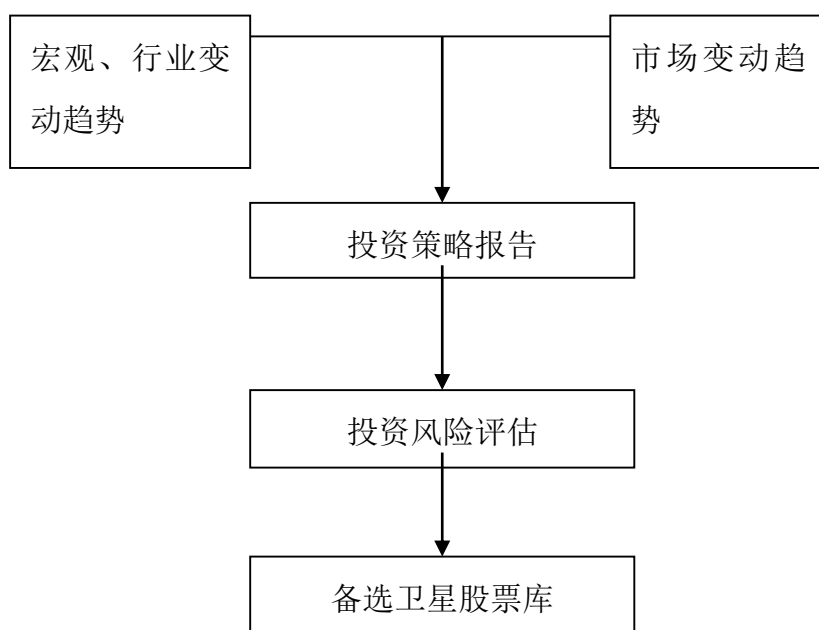 宏观、行业变
动趋势
市场变动趋
势
投资策略报告
投资风险评估
备选卫星股票库